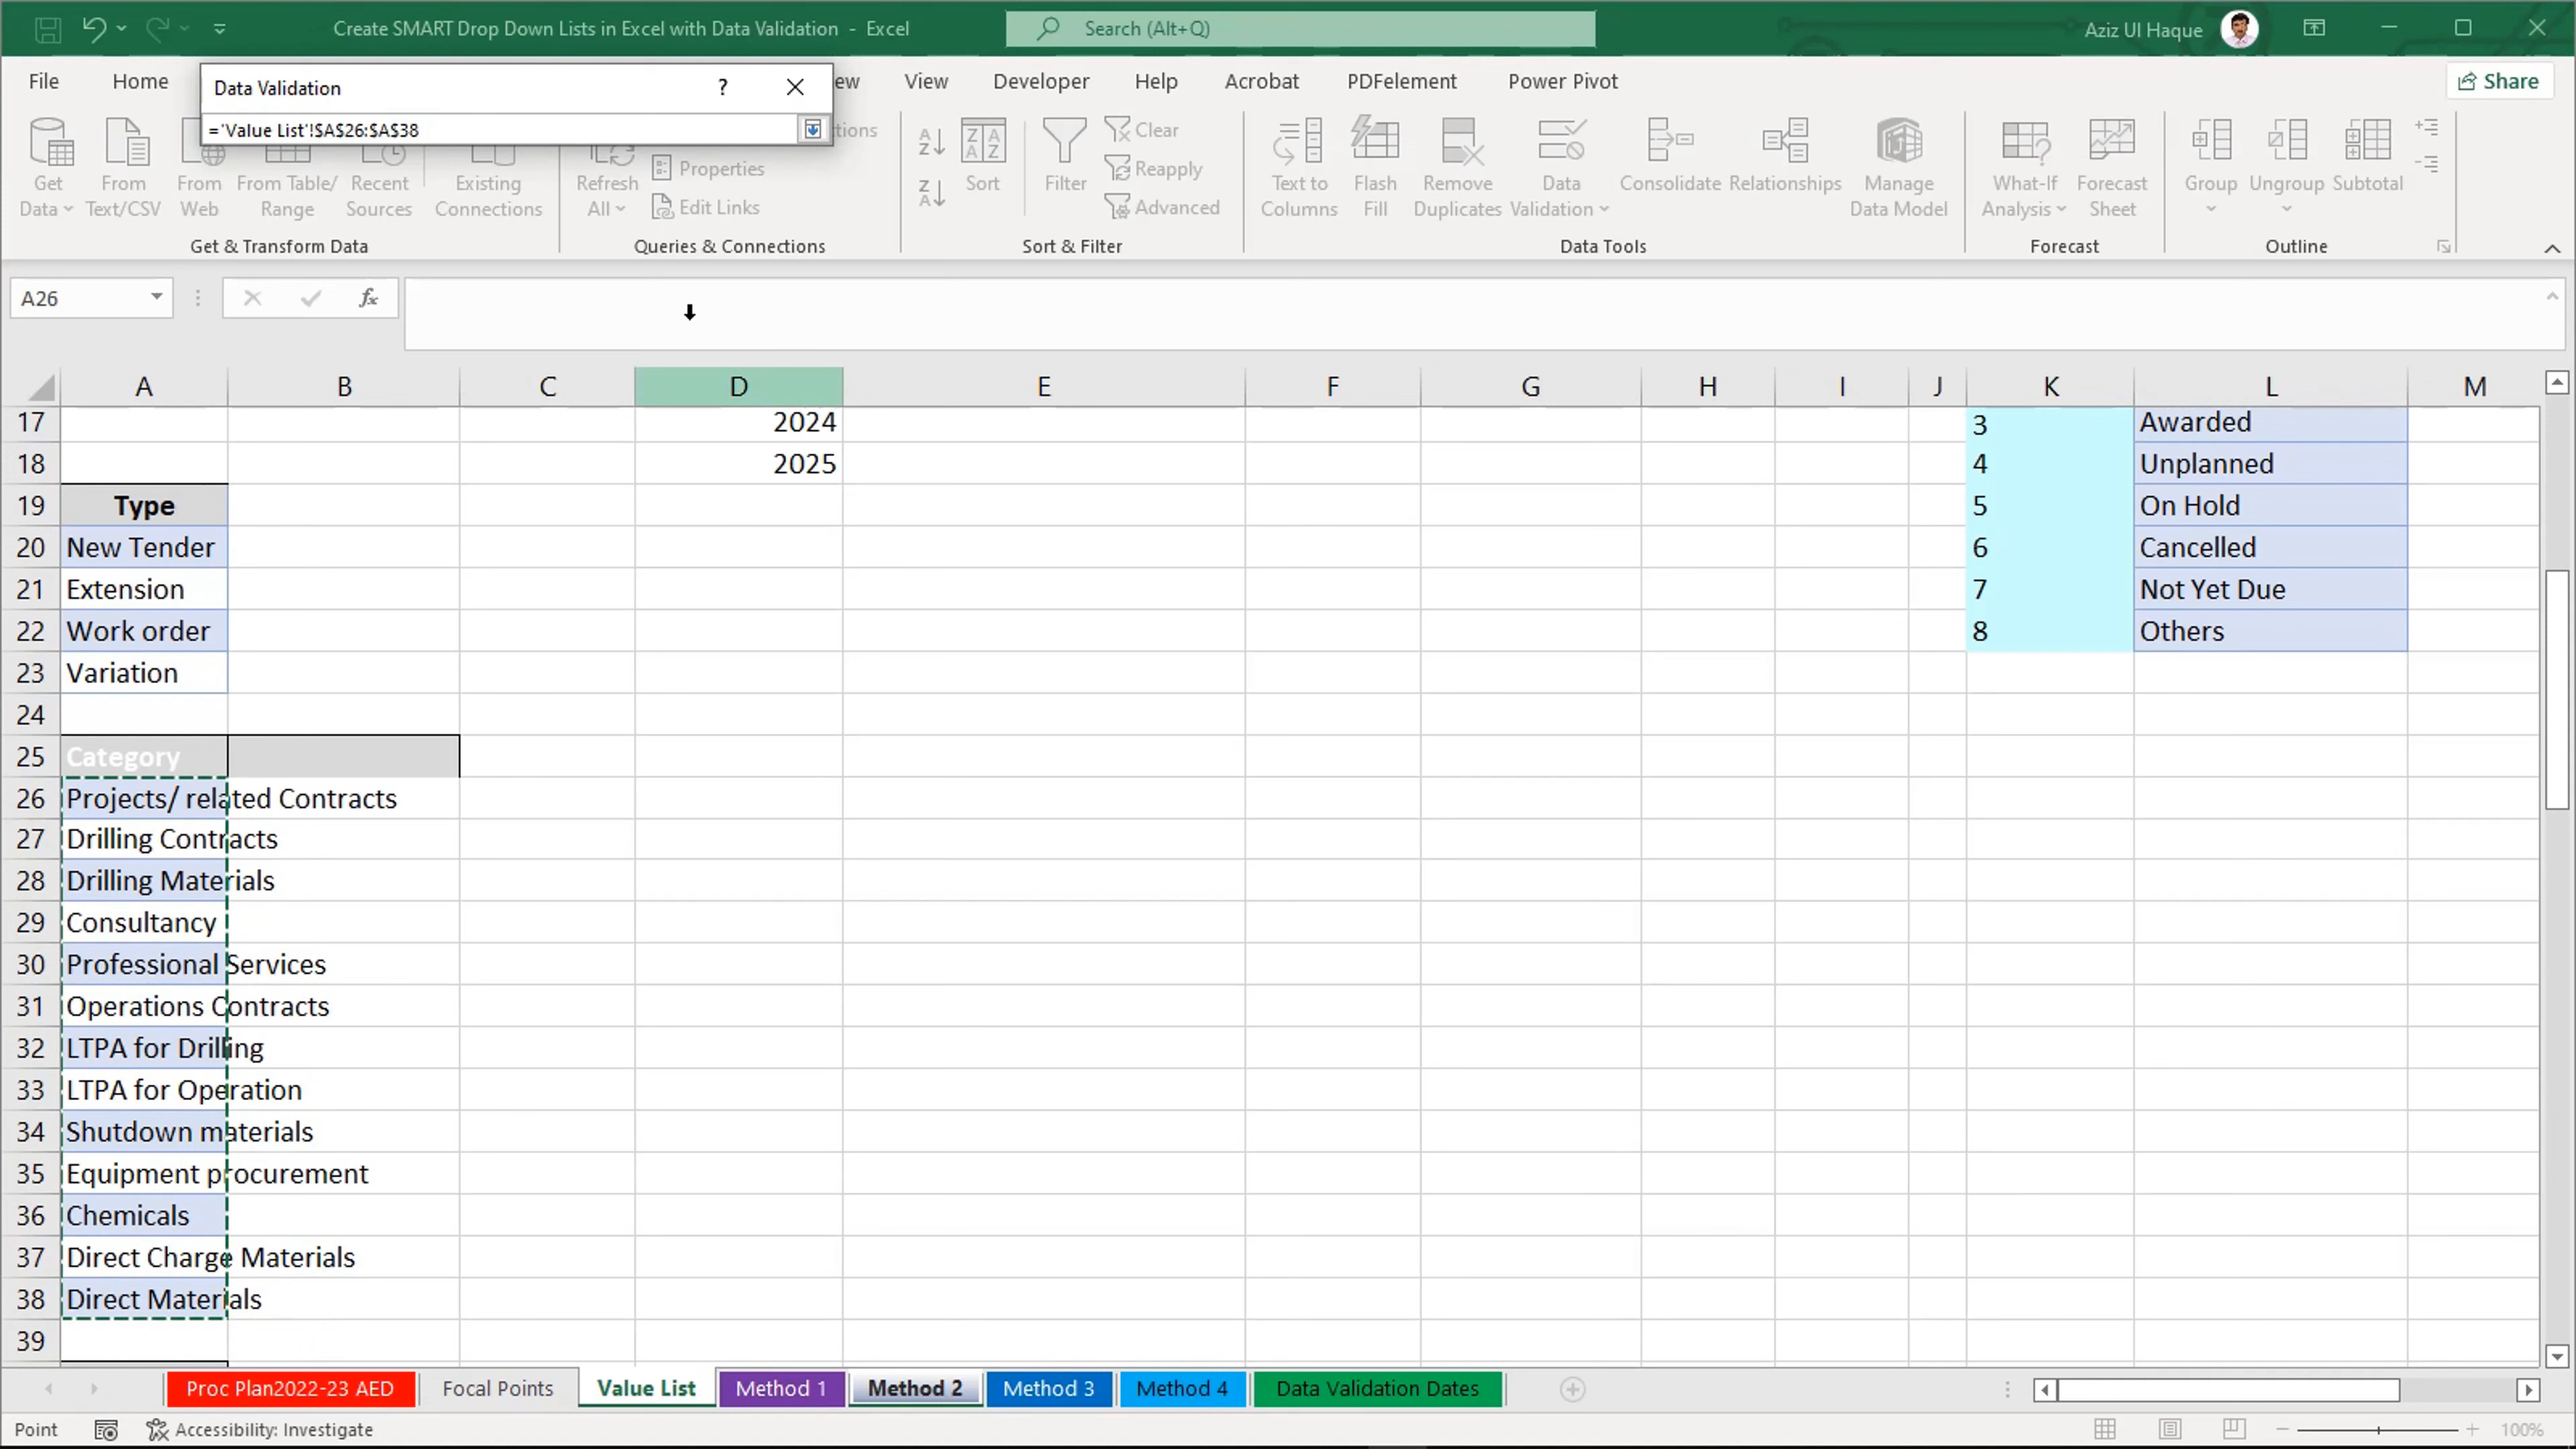 Create SMART Drop Down Lists in Excel with Data Validation - Excel
Search (Alt+Q)
Aziz Ul Haque
File Home View Developer Help Acrobat PDFelement Power Pivot
ew
Share
Data Validation
?
='Value List'!$A$26:$A$38
Get Data
From Text/CSV
From Web
From Table/ Range
Recent Sources
Existing Connections
Refresh All
Properties
Edit Links
Sort
Filter
Clear
Reapply
Advanced
Text to Columns
Flash Fill
Remove Duplicates
Data Validation
Consolidate
Relationships
Manage Data Model
What-If Analysis
Forecast Sheet
Group
Ungroup
Subtotal
Get & Transform Data
Queries & Connections
Sort & Filter
Data Tools
Forecast
Outline
A26
fx
A B C D E F G H I J K L M
17 2024 3 Awarded
18 2025 4 Unplanned
19 Type 5 On Hold
20 New Tender 6 Cancelled
21 Extension 7 Not Yet Due
22 Work order 8 Others
23 Variation
24
25 Category
26 Projects/ related Contracts
27 Drilling Contracts
28 Drilling Materials
29 Consultancy
30 Professional Services
31 Operations Contracts
32 LTPA for Drilling
33 LTPA for Operation
34 Shutdown materials
35 Equipment procurement
36 Chemicals
37 Direct Charge Materials
38 Direct Materials
39
Proc Plan2022-23 AED Focal Points Value List Method 1 Method 2 Method 3 Method 4 Data Validation Dates
Point Accessibility: Investigate 100%